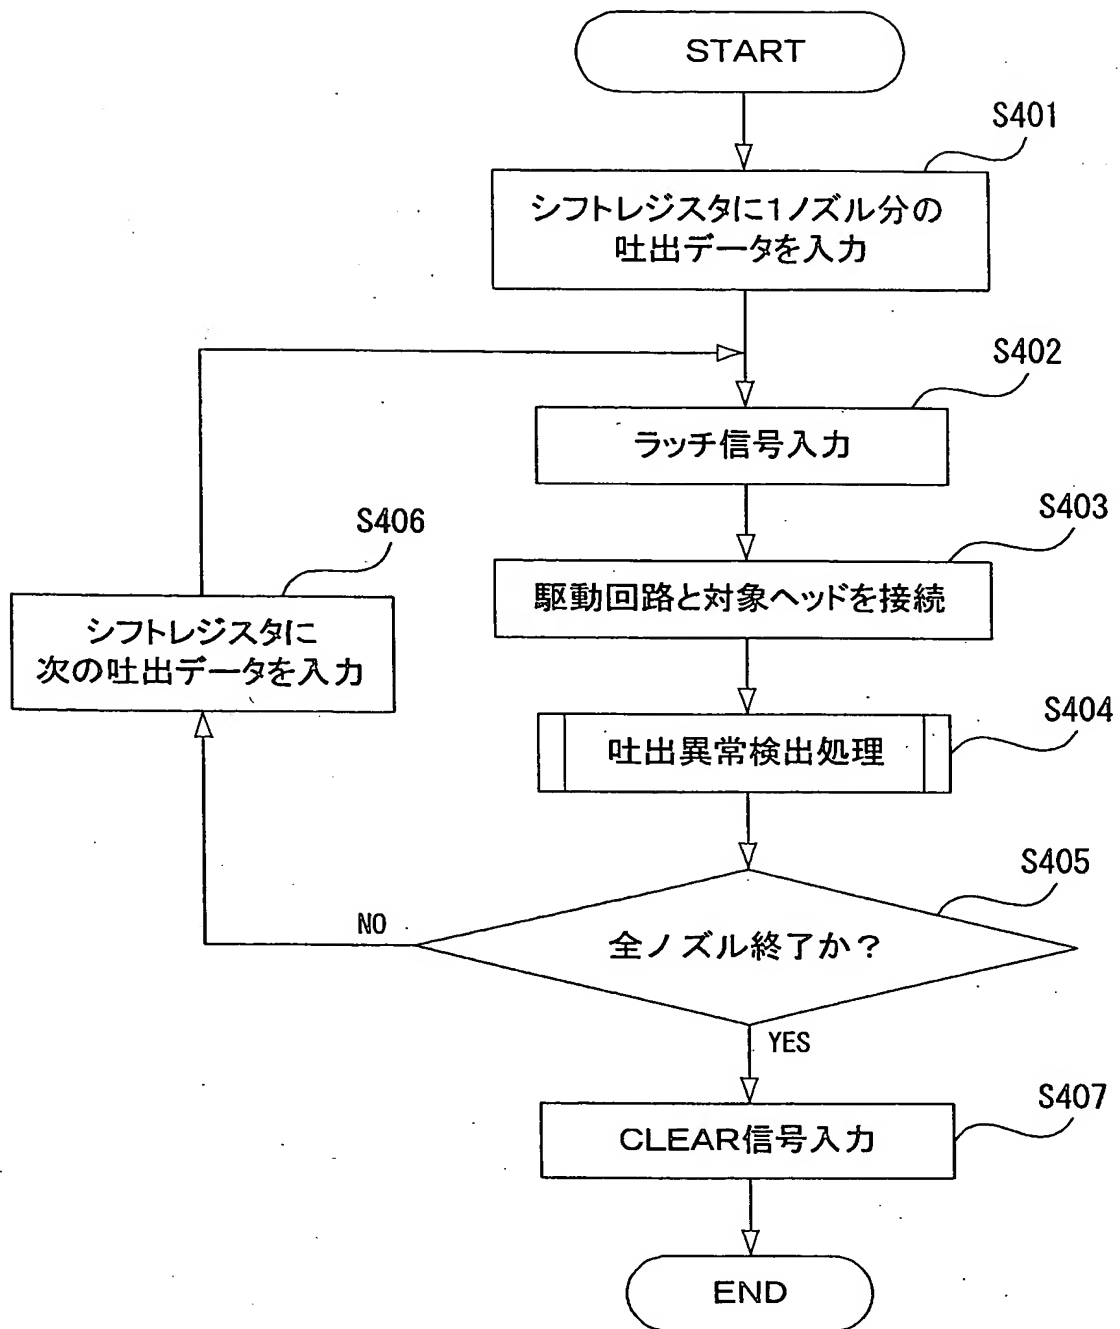 START
S401
シフトレジスタに1ノズル分の
吐出データを入力
S402
ラッチ信号入力
S403
駆動回路と対象ヘッドを接続
S406
シフトレジスタに
次の吐出データを入力
S404
吐出異常検出処理
S405
NO
全ノズル終了か？
YES
S407
CLEAR信号入力
END